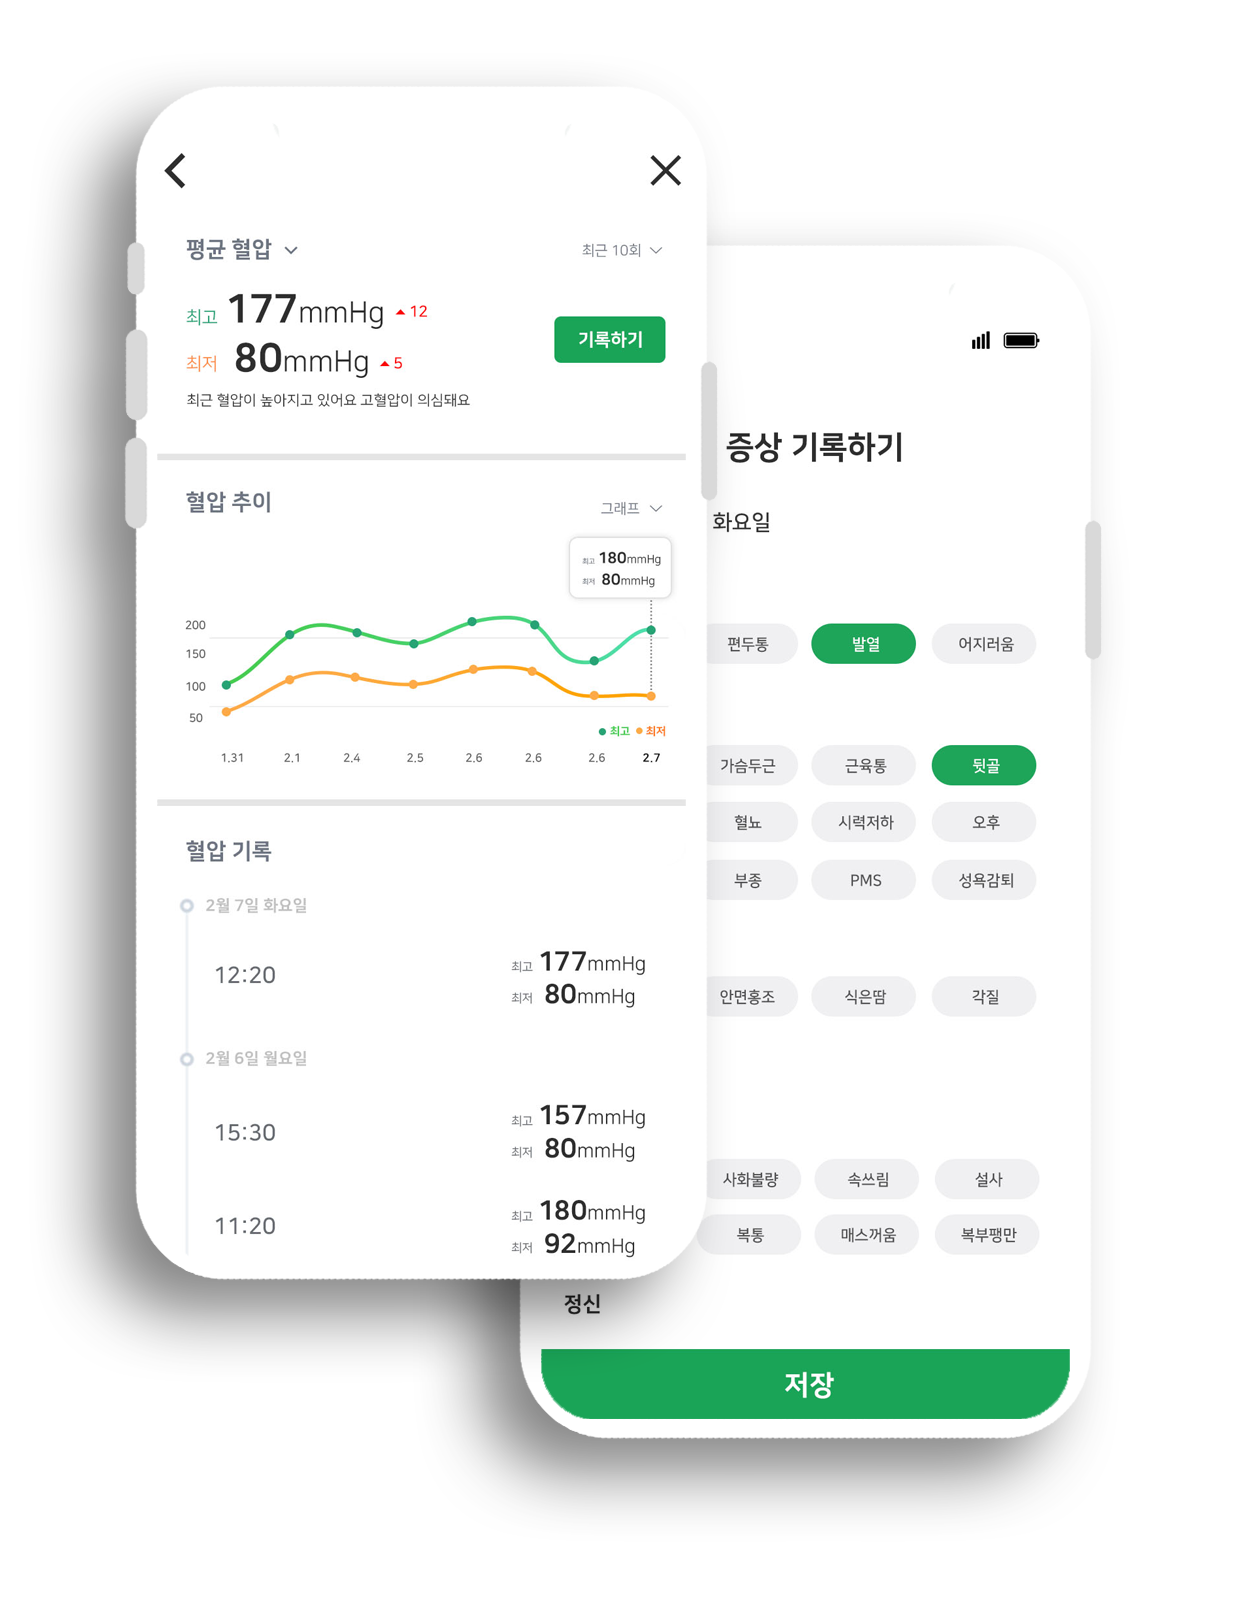 평균 혈압
최근 10회
최고 177mmHg ▲ 12
최저 80mmHg ▲ 5
기록하기
최근 혈압이 높아지고 있어요 고혈압이 의심돼요
혈압 추이
그래프
최고 180mmHg
최저 80mmHg
200
150
100
50
최고 최저
1.31 2.1 2.4 2.5 2.6 2.6 2.6 2.7
혈압 기록
2월 7일 화요일
12:20
최고 177mmHg
최저 80mmHg
2월 6일 월요일
15:30
최고 157mmHg
최저 80mmHg
11:20
최고 180mmHg
최저 92mmHg
증상 기록하기
화요일
편두통 발열 어지러움
가슴두근 근육통 뒷골
혈뇨 시력저하 오후
부종 PMS 성욕감퇴
안면홍조 식은땀 각질
사화불량 속쓰림 설사
복통 매스꺼움 복부팽만
정신
저장